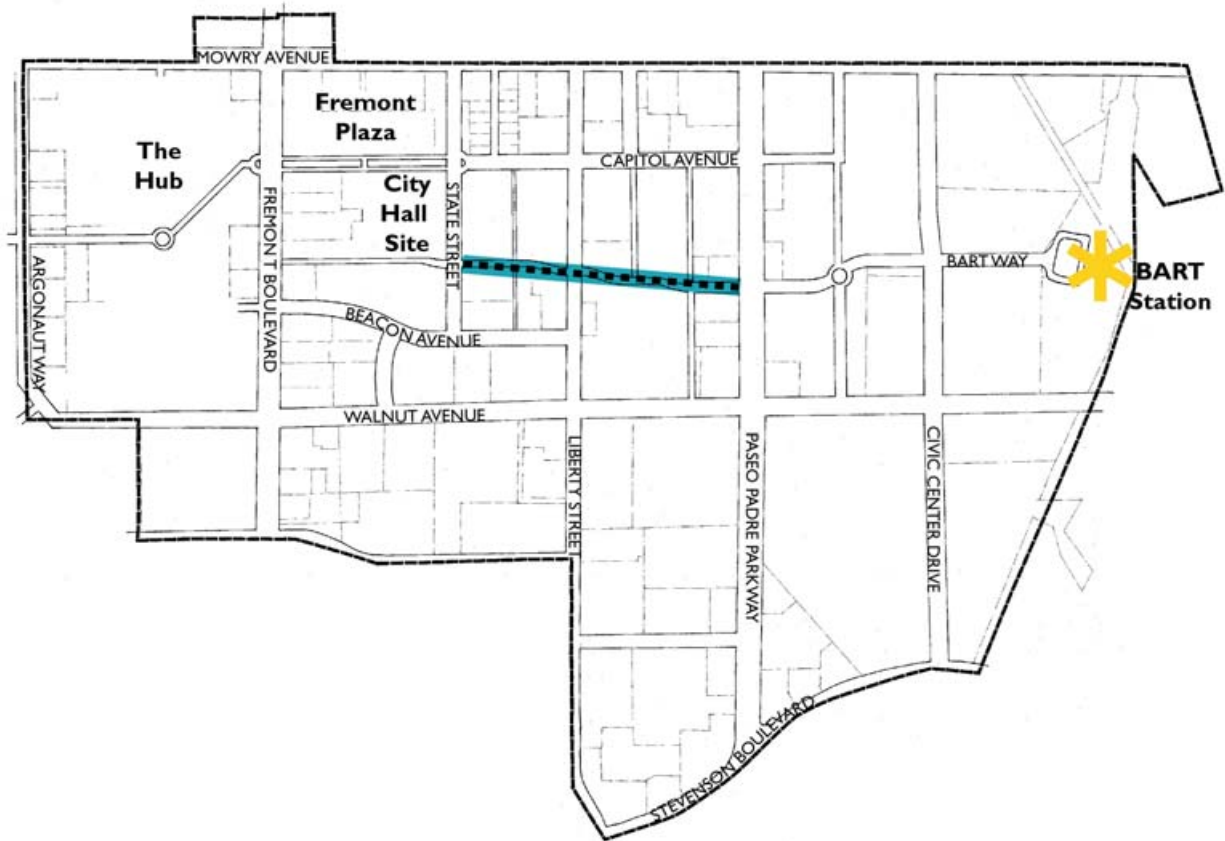 MOWRY AVENUE
Fremont
Plaza
The
Hub
CAPITOL AVENUE
City
Hall
Site
STATE STREET
FREMONT BOULEVARD
ARGONAUT WAY
BART WAY
BART
Station
BEACON AVENUE
WALNUT AVENUE
LIBERTY STREET
PASEO PADRE PARKWAY
CIVIC CENTER DRIVE
STEVENSON BOULEVARD